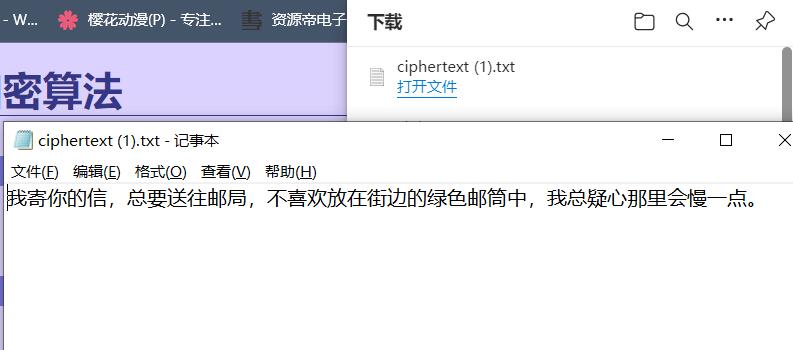 - W...
樱花动漫(P) - 专注...
资源帝电子
下载
密算法
ciphertext (1).txt
打开文件
ciphertext (1).txt - 记事本
文件(F) 编辑(E) 格式(O) 查看(V) 帮助(H)
我寄你的信，总要送往邮局，不喜欢放在街边的绿色邮筒中，我总疑心那里会慢一点。